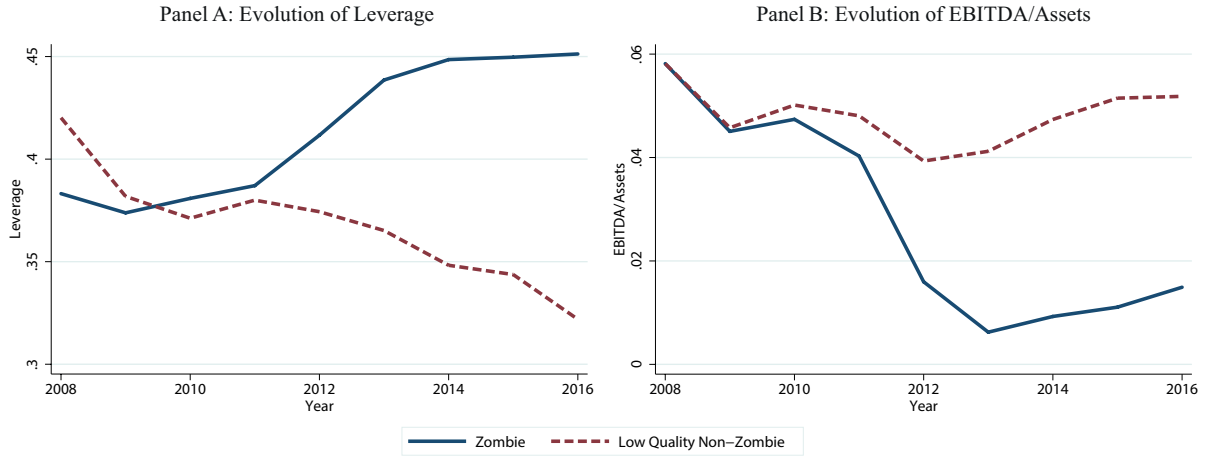 Panel A: Evolution of Leverage
Leverage
.45
.4
.35
.3
2008
2010
2012
2014
2016
Year
Panel B: Evolution of EBITDA/Assets
EBITDA/Assets
.06
.04
.02
0
2008
2010
2012
2014
2016
Year
Zombie
Low Quality Non−Zombie